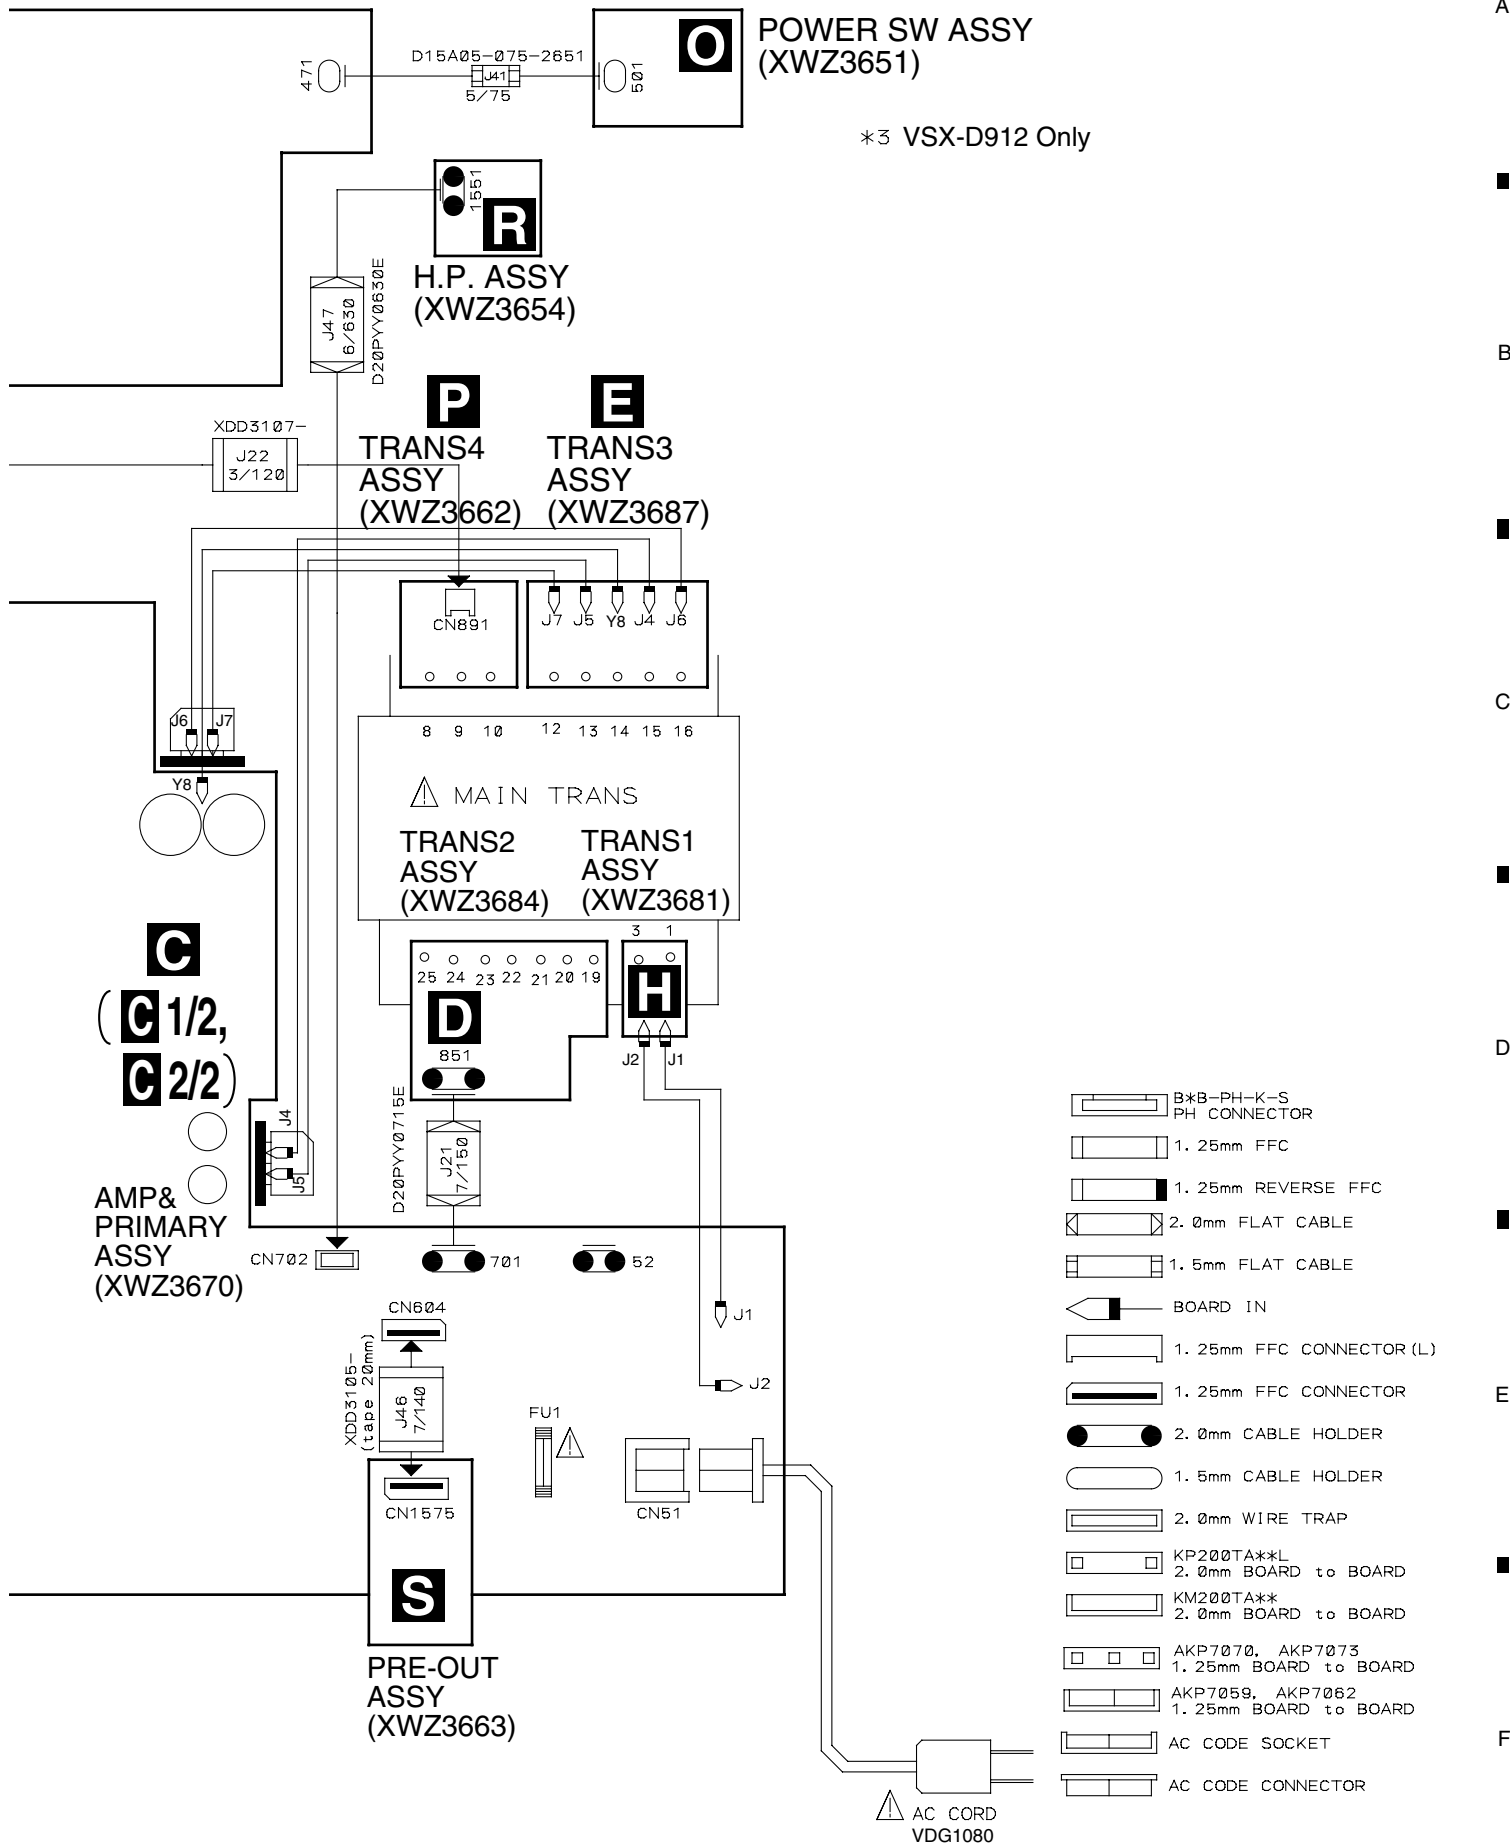 A
O
POWER SW ASSY
(XWZ3651)
D15A05-075-2651
471
J41
5/75
501
*3 VSX-D912 Only
1551
R
H.P. ASSY
(XWZ3654)
J47
6/630
D20PYY0630E
B
P
TRANS4
ASSY
(XWZ3662)
E
TRANS3
ASSY
(XWZ3687)
XDD3107-
J22
3/120
CN891
J7 J5 Y8 J4 J6
C
J6 J7
Y8
8 9 10 12 13 14 15 16
⚠ MAIN TRANS
TRANS2
ASSY
(XWZ3684)
TRANS1
ASSY
(XWZ3681)
3 1
25 24 23 22 21 20 19
H
D
C
(C 1/2,
C 2/2)
851
J2 J1
D
J4
J5
D20PYY0715E
J21
7/150
AMP&
PRIMARY
ASSY
(XWZ3670)
CN702
701
52
CN604
J1
J2
XDD3105-
(tape 20mm)
J46
7/140
FU1
CN1575
CN51
S
PRE-OUT
ASSY
(XWZ3663)
B*B-PH-K-S
PH CONNECTOR
1.25mm FFC
1.25mm REVERSE FFC
2.0mm FLAT CABLE
1.5mm FLAT CABLE
BOARD IN
1.25mm FFC CONNECTOR(L)
1.25mm FFC CONNECTOR
E
2.0mm CABLE HOLDER
1.5mm CABLE HOLDER
2.0mm WIRE TRAP
KP200TA**L
2.0mm BOARD to BOARD
KM200TA**
2.0mm BOARD to BOARD
AKP7070, AKP7073
1.25mm BOARD to BOARD
AKP7059, AKP7062
1.25mm BOARD to BOARD
AC CODE SOCKET
F
AC CODE CONNECTOR
⚠ AC CORD
VDG1080